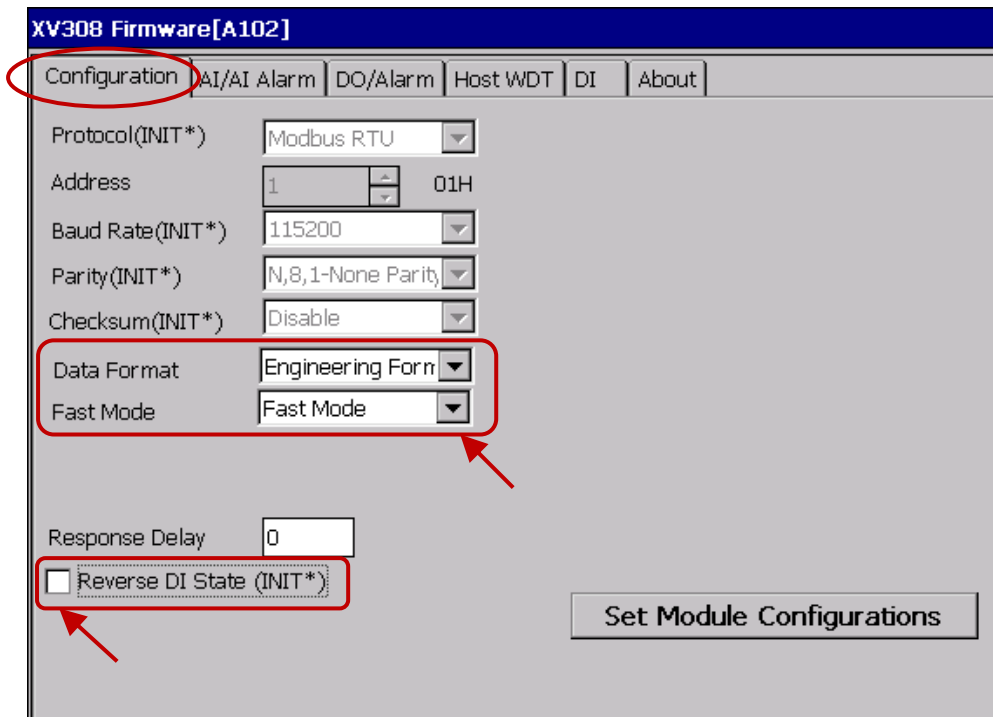 XV308 Firmware[A102]
Configuration AI/AI Alarm DO/Alarm Host WDT DI About
Protocol(INIT*) Modbus RTU
Address 1 01H
Baud Rate(INIT*) 115200
Parity(INIT*) N,8,1-None Parity
Checksum(INIT*) Disable
Data Format Engineering Form
Fast Mode Fast Mode
Response Delay 0
Reverse DI State (INIT*)
Set Module Configurations